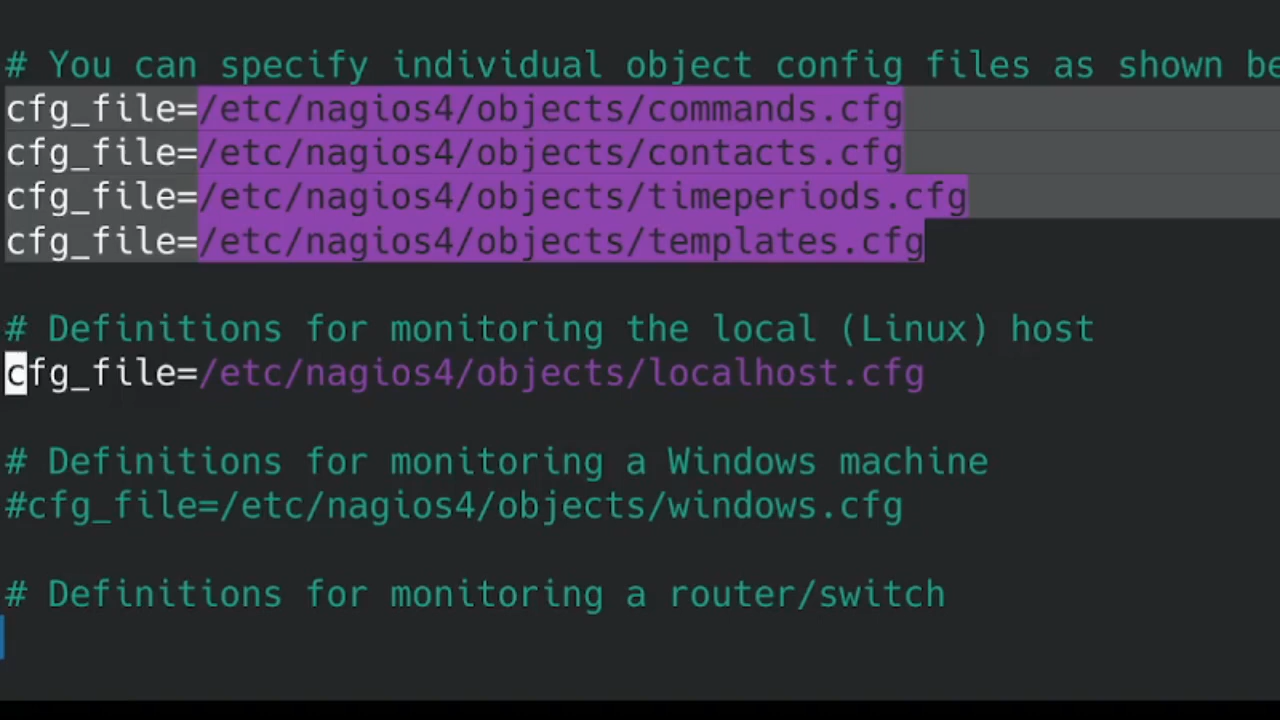 # You can specify individual object config files as shown
cfg_file=/etc/nagios4/objects/commands.cfg
cfg_file=/etc/nagios4/objects/contacts.cfg
cfg_file=/etc/nagios4/objects/timeperiods.cfg
cfg_file=/etc/nagios4/objects/templates.cfg
# Definitions for monitoring the local (Linux) host
cfg_file=/etc/nagios4/objects/localhost.cfg
# Definitions for monitoring a Windows machine
#cfg_file=/etc/nagios4/objects/windows.cfg
# Definitions for monitoring a router/switch